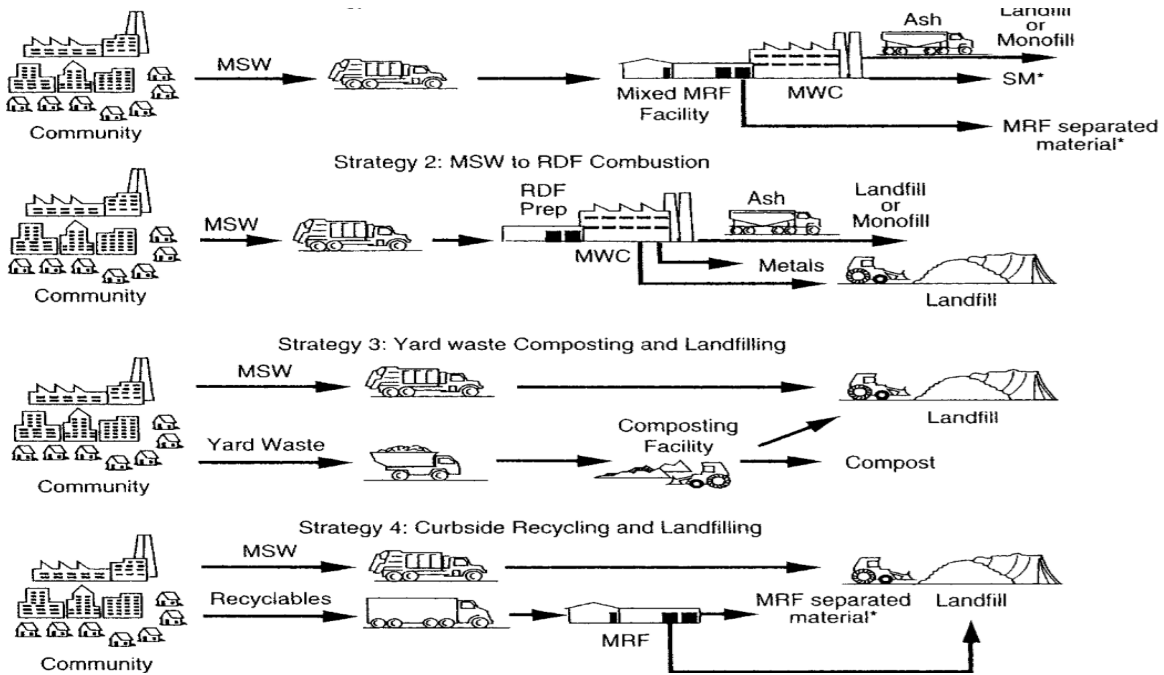 Ash
Landfill
or
Monofill
MSW
SM*
Mixed MRF
Facility
MWC
Community
MRF separated
material*
Strategy 2: MSW to RDF Combustion
RDF
Prep
Ash
Landfill
or
Monofill
MSW
MWC
Metals
Community
Landfill
Strategy 3: Yard waste Composting and Landfilling
MSW
Landfill
Composting
Facility
Yard Waste
Compost
Community
Strategy 4: Curbside Recycling and Landfilling
MSW
Recyclables
MRF separated
material*
Landfill
MRF
Community